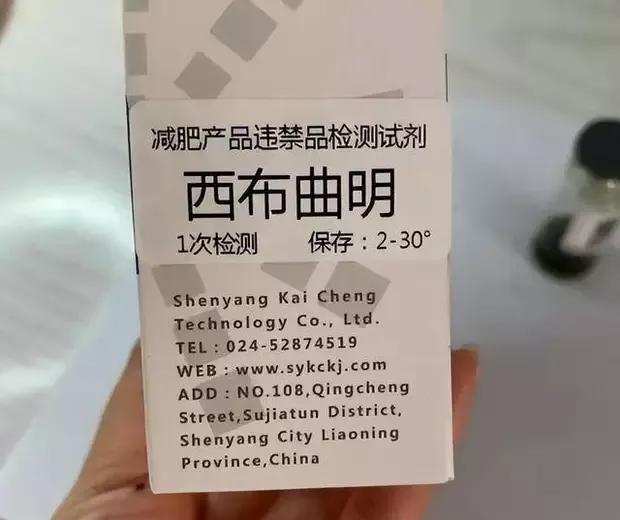 减肥产品违禁品检测试剂
西布曲明
1次检测 保存：2-30°
Shenyang Kai Cheng
Technology Co., Ltd.
TEL：024-52874519
WEB：www.sykckj.com
ADD：NO.108,Qingcheng
Street,Sujiatun District,
Shenyang City Liaoning
Province,China